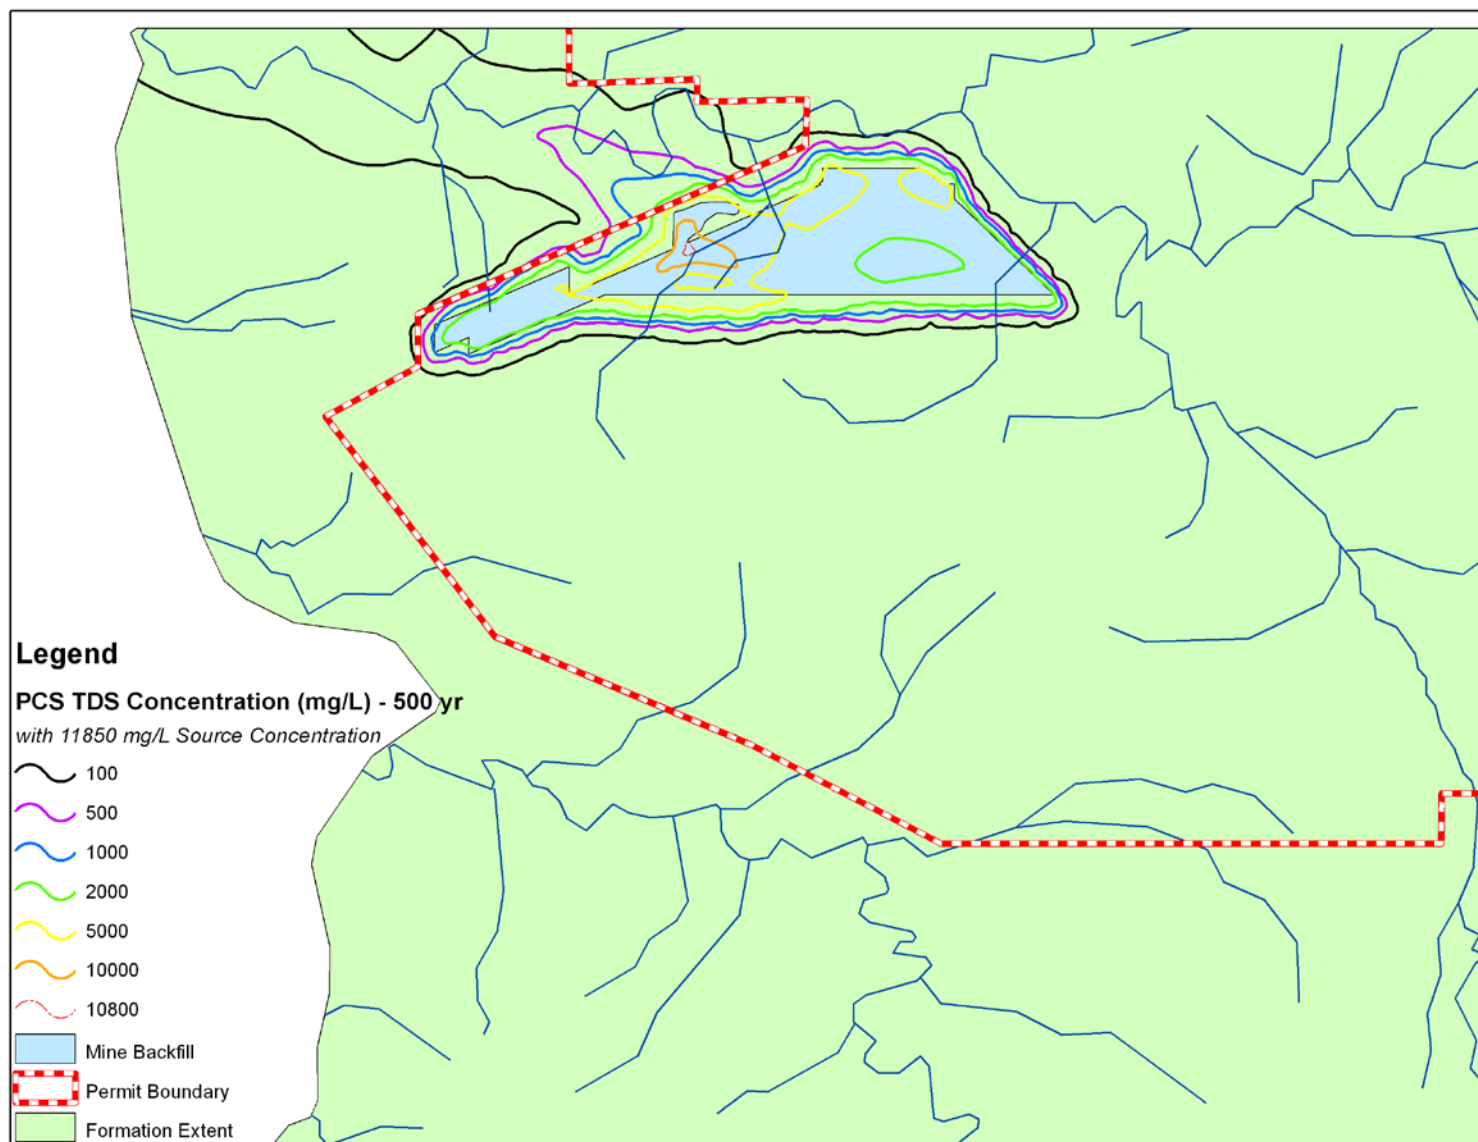 Legend
PCS TDS Concentration (mg/L) - 500 yr
with 11850 mg/L Source Concentration
100
500
1000
2000
5000
10000
10800
Mine Backfill
Permit Boundary
Formation Extent